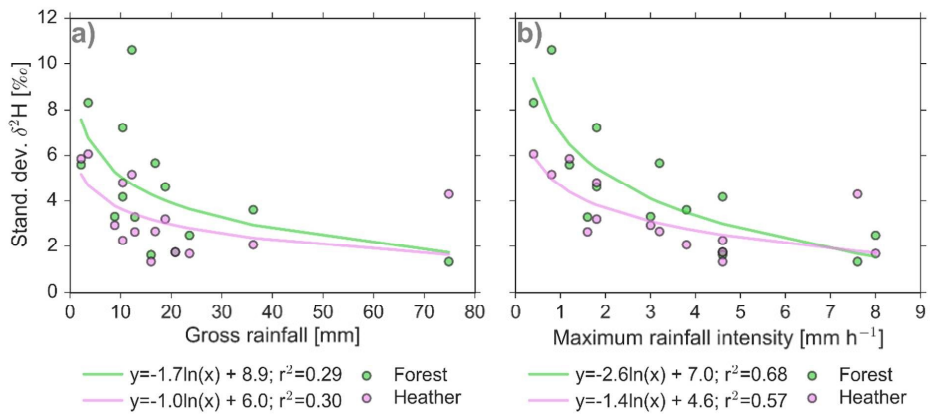 a)
b)
Stand. dev. δ²H [‰]
12
10
8
6
4
2
0
0 10 20 30 40 50 60 70 80
0 1 2 3 4 5 6 7 8 9
Gross rainfall [mm]
Maximum rainfall intensity [mm h⁻¹]
y=-1.7ln(x) + 8.9; r²=0.29
Forest
y=-1.0ln(x) + 6.0; r²=0.30
Heather
y=-2.6ln(x) + 7.0; r²=0.68
Forest
y=-1.4ln(x) + 4.6; r²=0.57
Heather